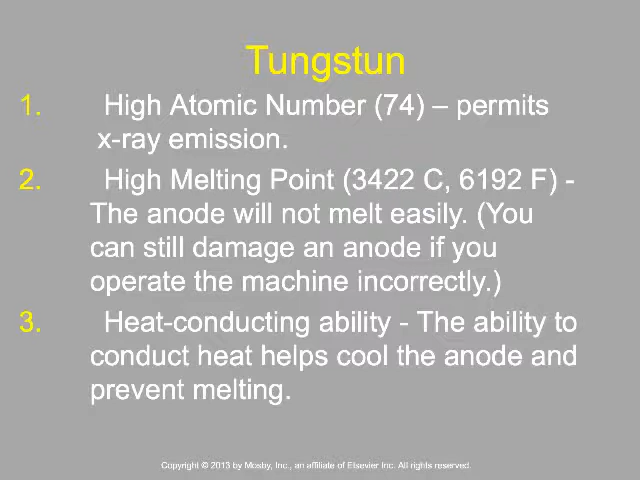 Tungstun
1. High Atomic Number (74) – permits
x-ray emission.
2. High Melting Point (3422 C, 6192 F) -
The anode will not melt easily. (You
can still damage an anode if you
operate the machine incorrectly.)
3. Heat-conducting ability - The ability to
conduct heat helps cool the anode and
prevent melting.
Copyright © 2013 by Mosby, Inc., an affiliate of Elsevier Inc. All rights reserved.